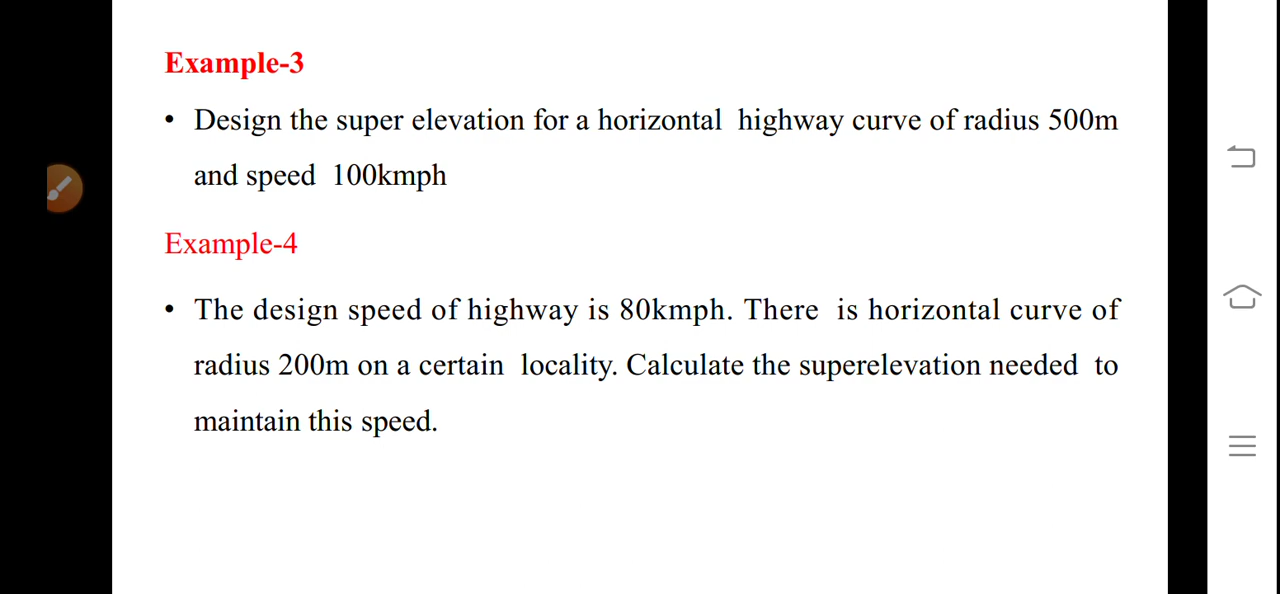 Example-3
• Design the super elevation for a horizontal highway curve of radius 500m
and speed 100kmph
Example-4
• The design speed of highway is 80kmph. There is horizontal curve of
radius 200m on a certain locality. Calculate the superelevation needed to
maintain this speed.